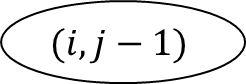 (i, j − 1)